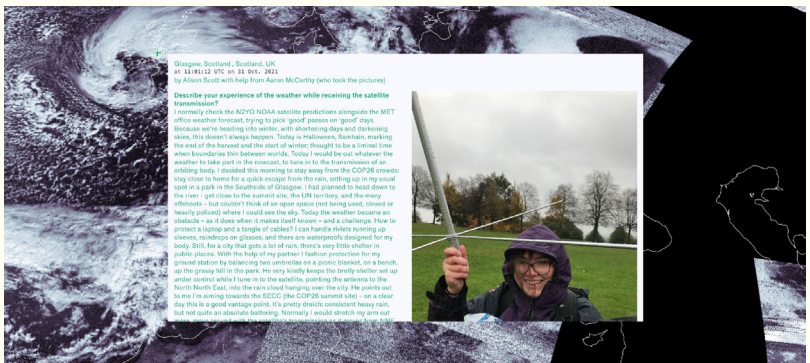 Glasgow, Scotland , Scotland, UK
at 11:01:12 UTC on 31 Oct. 2021
by Alison Scott with help from Aaron McCarthy (who took the pictures)
Describe your experience of the weather while receiving the satellite
transmission?
I normally check the N2YO NOAA satellite predictions alongside the MET
office weather forecast, trying to pick 'good' passes on 'good' days.
Because we're heading into winter, with shortening days and darkening
skies, this doesn't always happen. Today is Halloween, Samhain, marking
the end of the harvest and the start of winter; thought to be a liminal time
when boundaries thin between worlds. Today I would be out whatever the
weather to take part in the nowcast, to tune in to the transmission of an
orbiting body. I decided this morning to stay away from the COP26 crowds:
stay close to home for a quick escape from the rain, setting up in my usual
spot in a park in the Southside of Glasgow. I had planned to head down to
the river - get close to the summit site, the UN territory, and the many
offshoots - but couldn't think of an open space (not being used, closed or
heavily policed) where I could see the sky. Today the weather became an
obstacle - as it does when it makes itself known - and a challenge. How to
protect a laptop and a tangle of cables? I can handle rivlets running up
sleeves, raindrops on glasses, and there are waterproofs designed for my
body. Still, for a city that gets a lot of rain, there's very little shelter in
public places. With the help of my partner I fashion protection for my
ground station by balancing two umbrellas on a picnic blanket, on a bench,
up the grassy hill in the park. He very kindly keeps the brolly-shelter set up
under control while I tune in to the satellite, pointing the antenna to the
North North East, into the rain cloud hanging over the city. He points out
to me I'm aiming towards the SECC (the COP26 summit site) - on a clear
day this is a good vantage point. It's pretty dreich: consistent heavy rain,
but not quite an absolute battering. Normally I would stretch my arm out
more, move around with the satellite's transmission as it moves from NNE